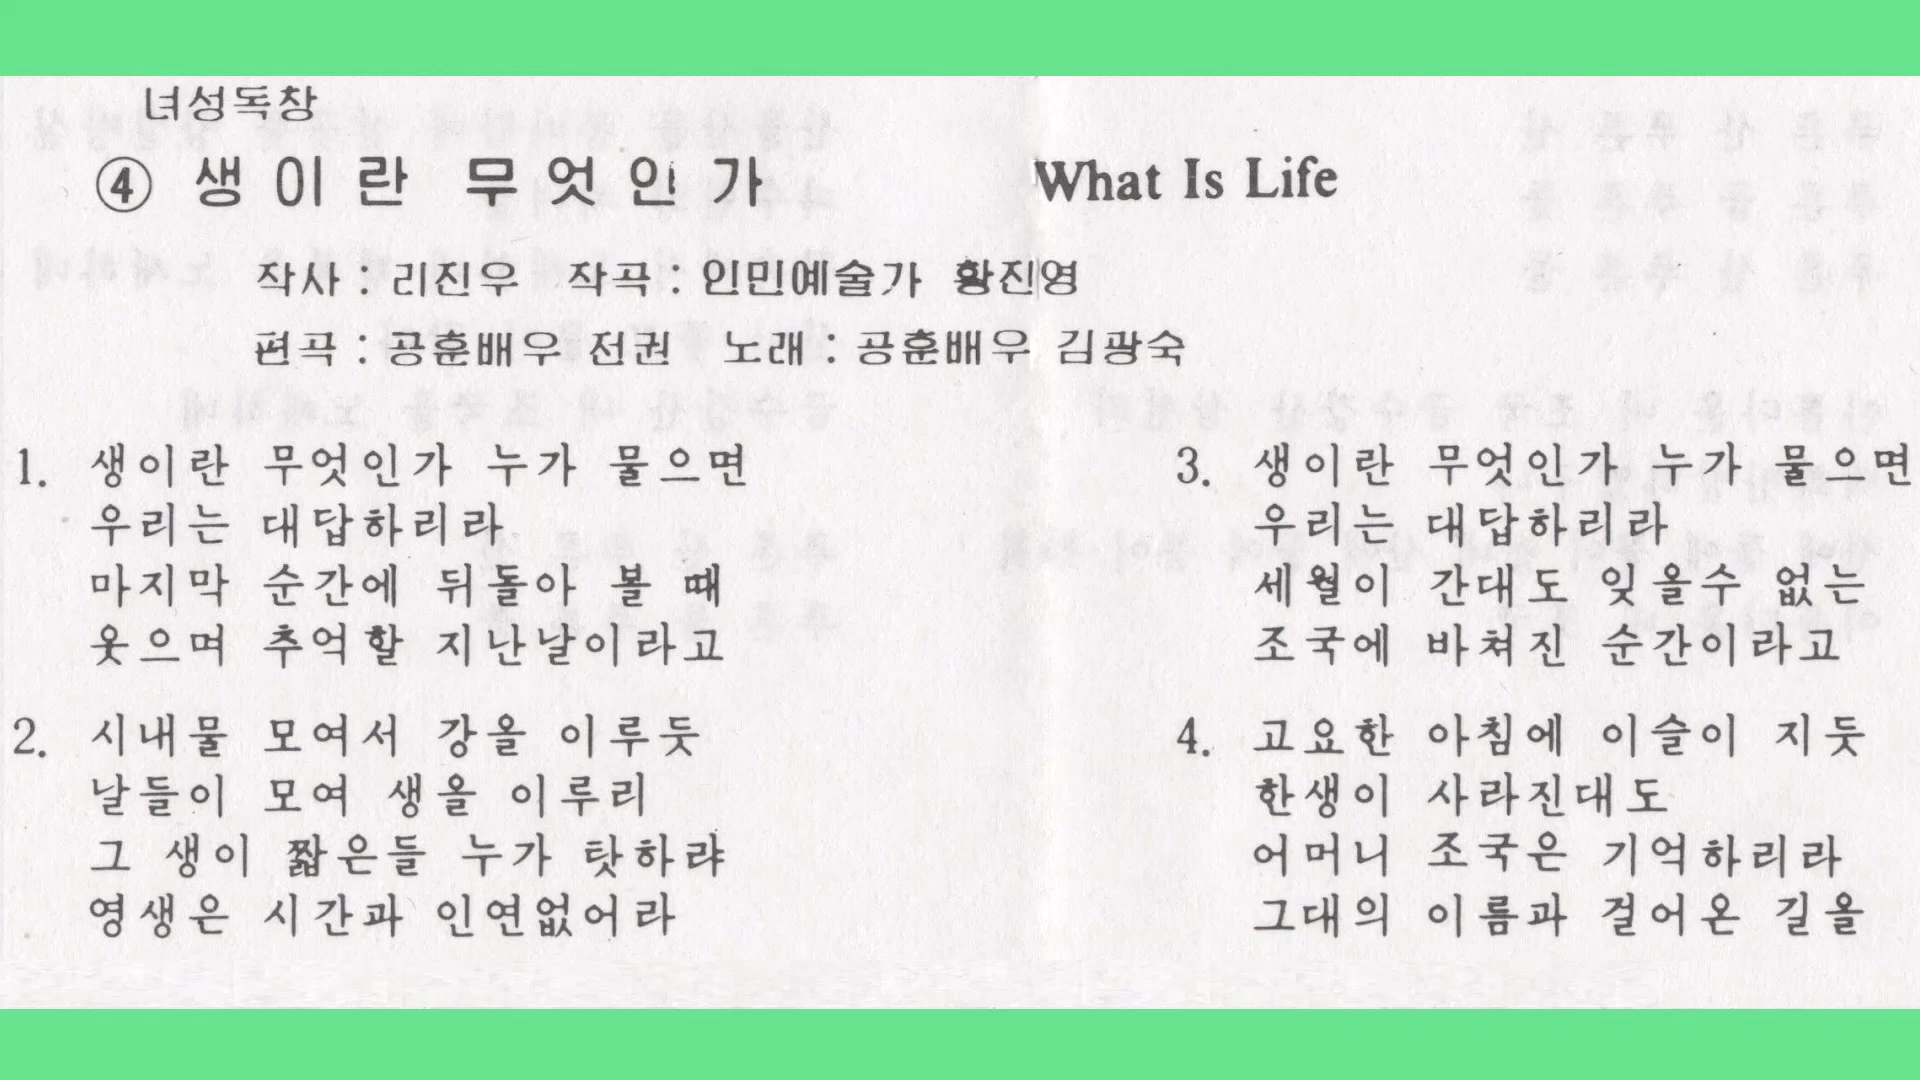 녀성독창
④ 생이란 무엇인가 What Is Life
작사 : 리진우 작곡 : 인민예술가 황진영
편곡 : 공훈배우 전권 노래 : 공훈배우 김광숙
1. 생이란 무엇인가 누가 물으면
우리는 대답하리라
마지막 순간에 뒤돌아 볼 때
웃으며 추억할 지난날이라고
2. 시내물 모여서 강을 이루듯
날들이 모여 생을 이루리
그 생이 짧은들 누가 탓하랴
영생은 시간과 인연없어라
3. 생이란 무엇인가 누가 물으면
우리는 대답하리라
세월이 간대도 잊을수 없는
조국에 바쳐진 순간이라고
4. 고요한 아침에 이슬이 지듯
한생이 사라진대도
어머니 조국은 기억하리라
그대의 이름과 걸어온 길을